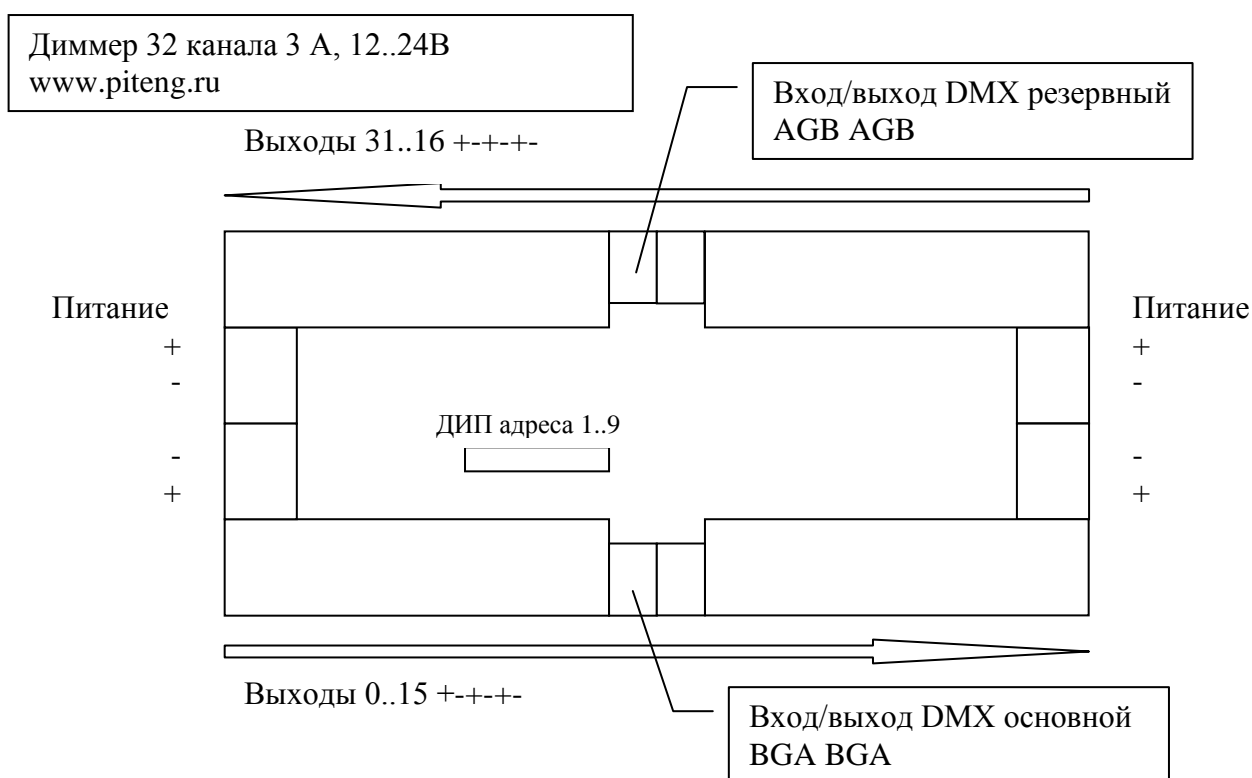 Диммер 32 канала 3 А, 12..24В
www.piteng.ru
Вход/выход DMX резервный
AGB AGB
Выходы 31..16 +-+-+-
Питание
+
-
-
+
Питание
+
-
-
+
ДИП адреса 1..9
Выходы 0..15 +-+-+-
Вход/выход DMX основной
BGA BGA